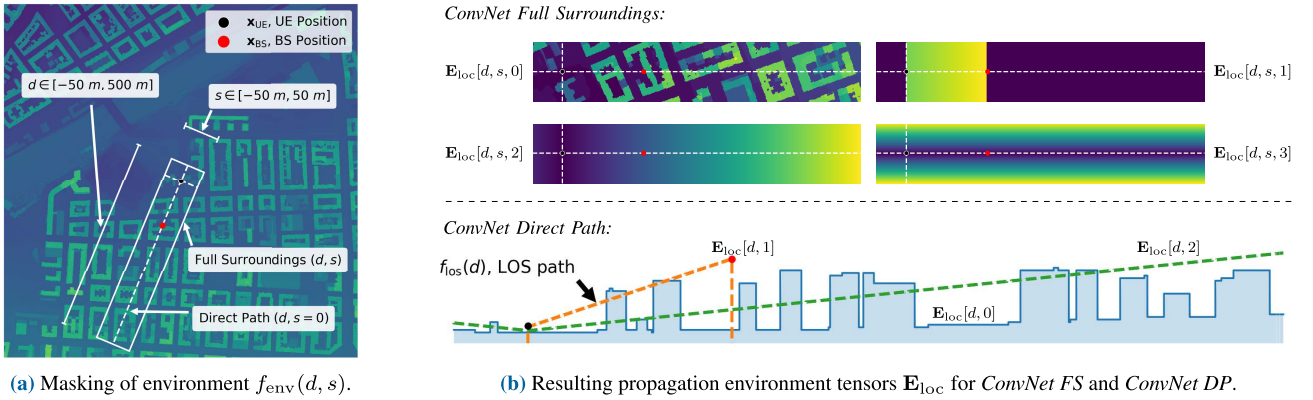 x_UE, UE Position
x_BS, BS Position
d ∈ [−50 m, 500 m]
s ∈ [−50 m, 50 m]
Full Surroundings (d, s)
Direct Path (d, s=0)
(a) Masking of environment f_env(d, s).
ConvNet Full Surroundings:
E_loc[d, s, 0]
E_loc[d, s, 1]
E_loc[d, s, 2]
E_loc[d, s, 3]
ConvNet Direct Path:
E_loc[d, 1]
E_loc[d, 2]
f_los(d), LOS path
E_loc[d, 0]
(b) Resulting propagation environment tensors E_loc for ConvNet FS and ConvNet DP.